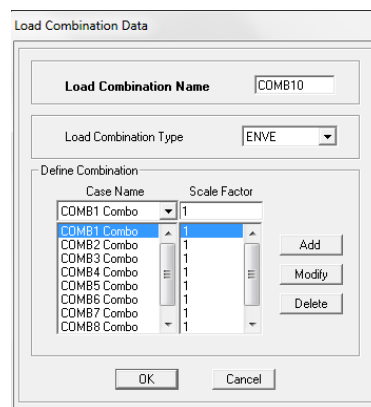 Load Combination Data
Load Combination Name COMB10
Load Combination Type ENVE
Define Combination
Case Name Scale Factor
COMB1 Combo 1
COMB1 Combo 1
COMB2 Combo 1
COMB3 Combo 1
COMB4 Combo 1
COMB5 Combo 1
COMB6 Combo 1
COMB7 Combo 1
COMB8 Combo 1
Add
Modify
Delete
OK Cancel